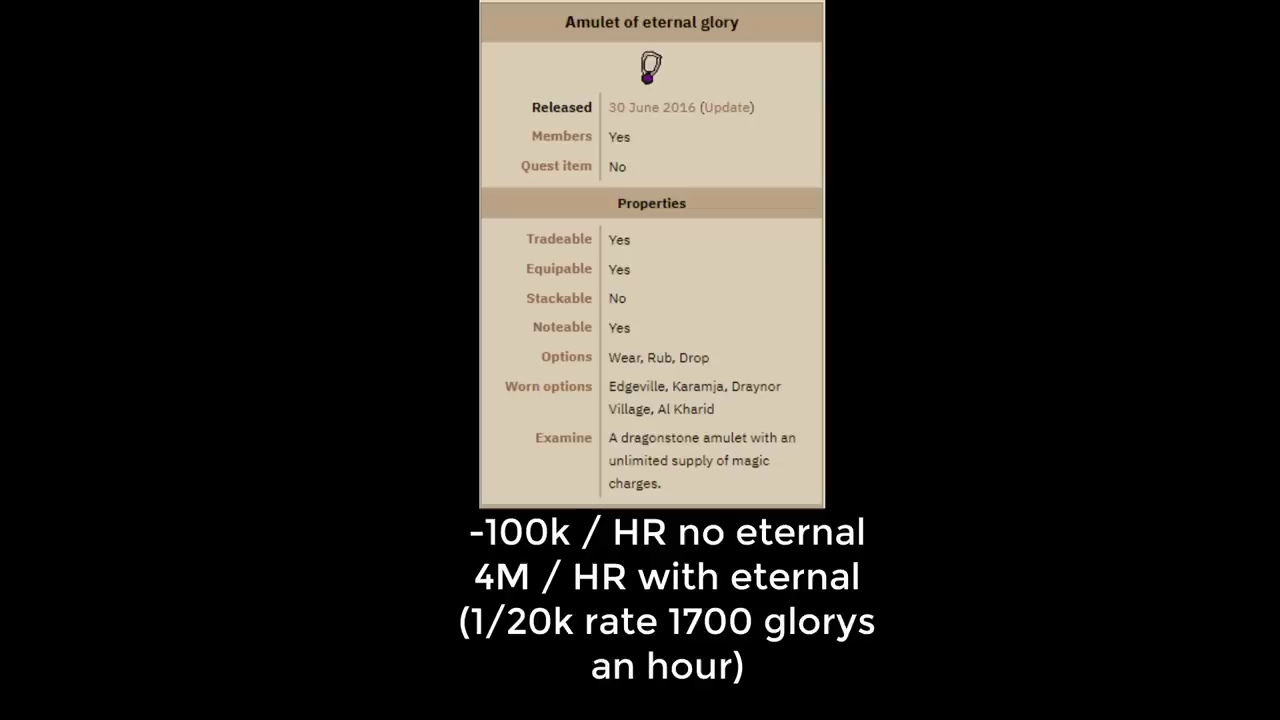 Amulet of eternal glory
Released 30 June 2016 (Update)
Members Yes
Quest item No
Properties
Tradeable Yes
Equipable Yes
Stackable No
Noteable Yes
Options Wear, Rub, Drop
Worn options Edgeville, Karamja, Draynor
Village, Al Kharid
Examine A dragonstone amulet with an
unlimited supply of magic
charges.
-100k / HR no eternal
4M / HR with eternal
(1/20k rate 1700 glorys
an hour)